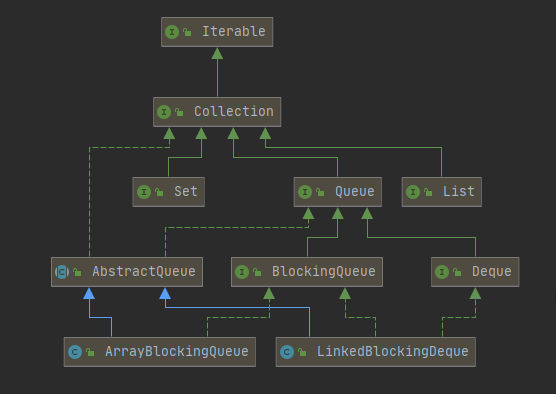 Iterable
Collection
Set
Queue
List
AbstractQueue
BlockingQueue
Deque
ArrayBlockingQueue
LinkedBlockingDeque